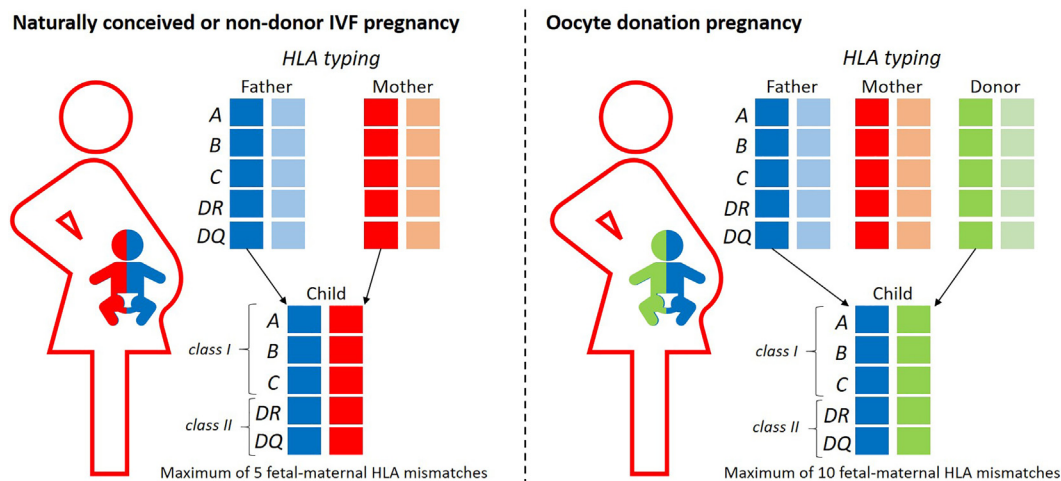 Naturally conceived or non-donor IVF pregnancy
HLA typing
Father Mother
A
B
C
DR
DQ
Child
class I
A
B
C
class II
DR
DQ
Maximum of 5 fetal-maternal HLA mismatches
Oocyte donation pregnancy
HLA typing
Father Mother Donor
A
B
C
DR
DQ
Child
class I
A
B
C
class II
DR
DQ
Maximum of 10 fetal-maternal HLA mismatches